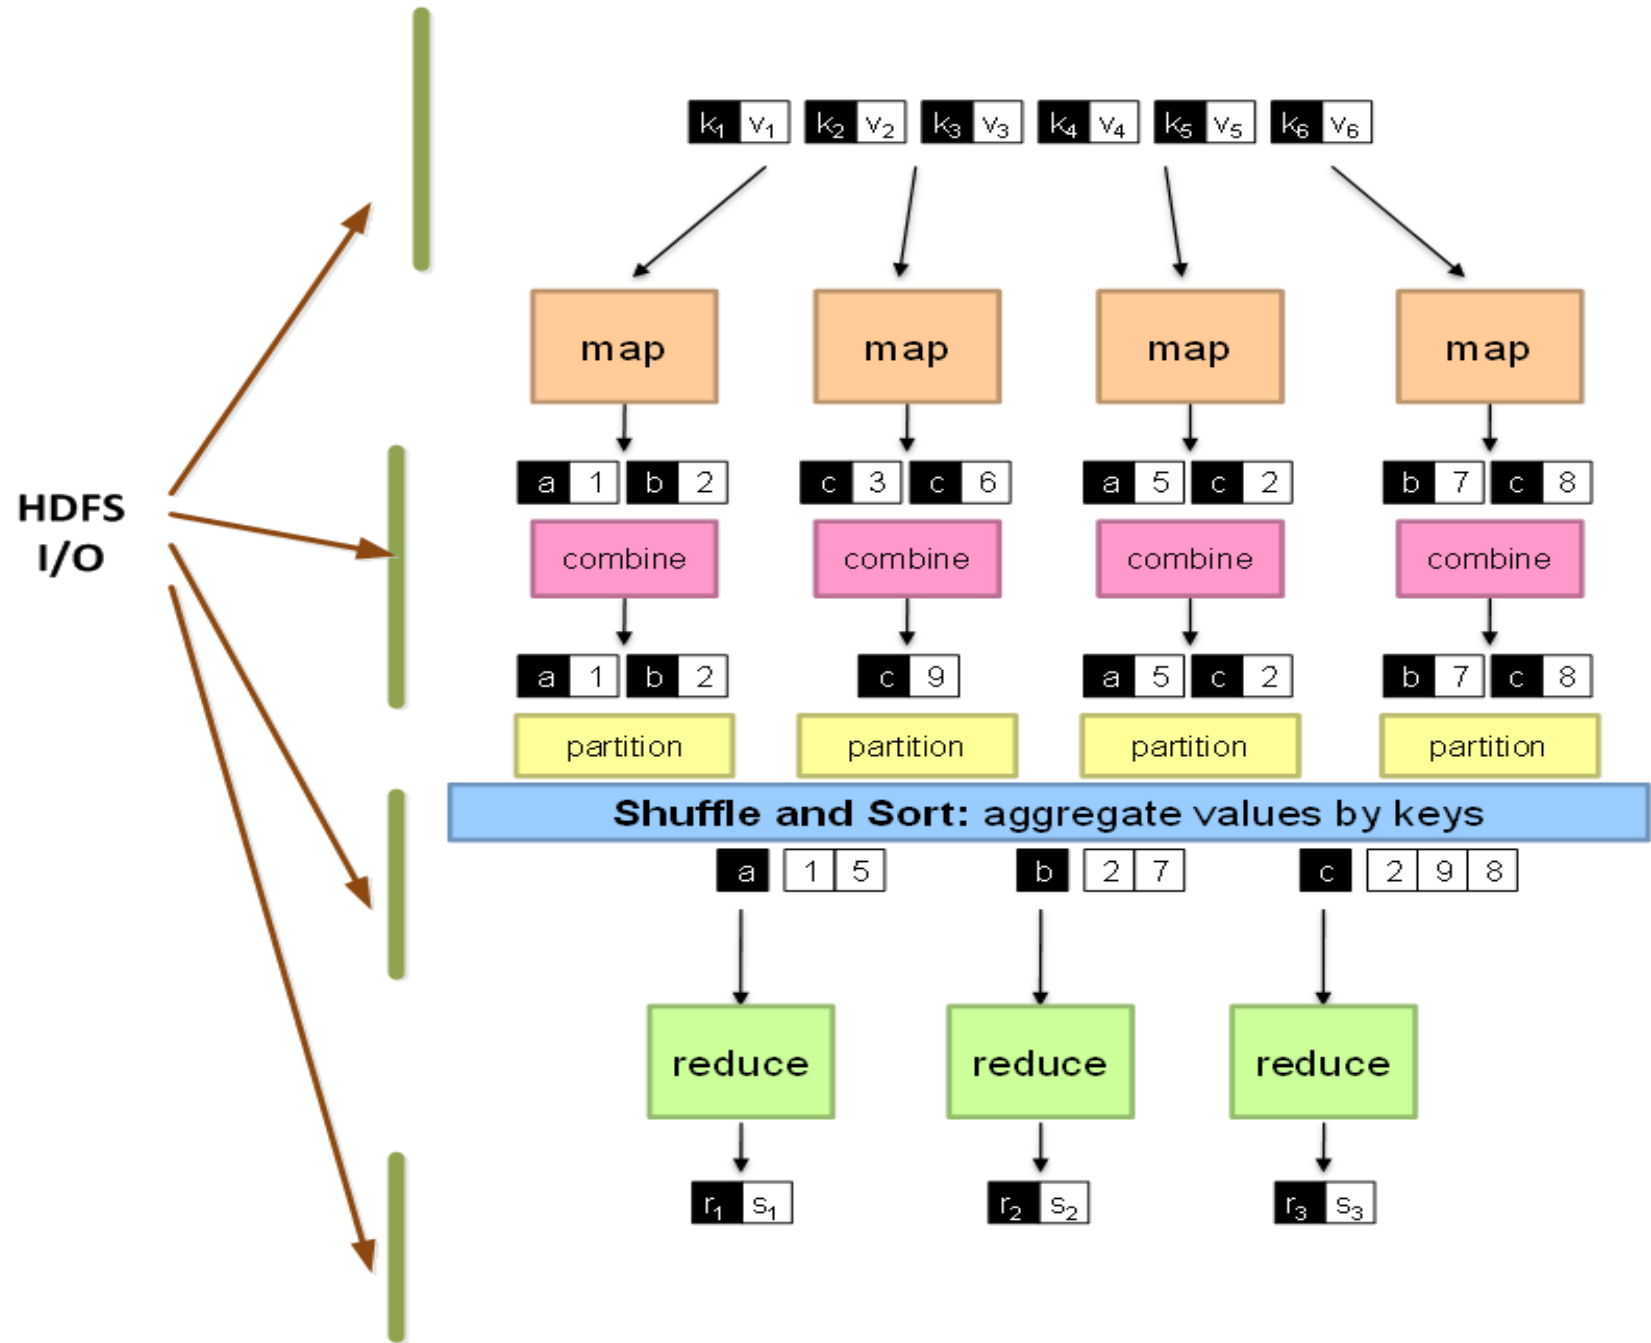 k1 v1 k2 v2 k3 v3 k4 v4 k5 v5 k6 v6
map map map map
a 1 b 2 c 3 c 6 a 5 c 2 b 7 c 8
HDFS
I/O
combine combine combine combine
a 1 b 2 c 9 a 5 c 2 b 7 c 8
partition partition partition partition
Shuffle and Sort: aggregate values by keys
a 1 5 b 2 7 c 2 9 8
reduce reduce reduce
r1 s1 r2 s2 r3 s3